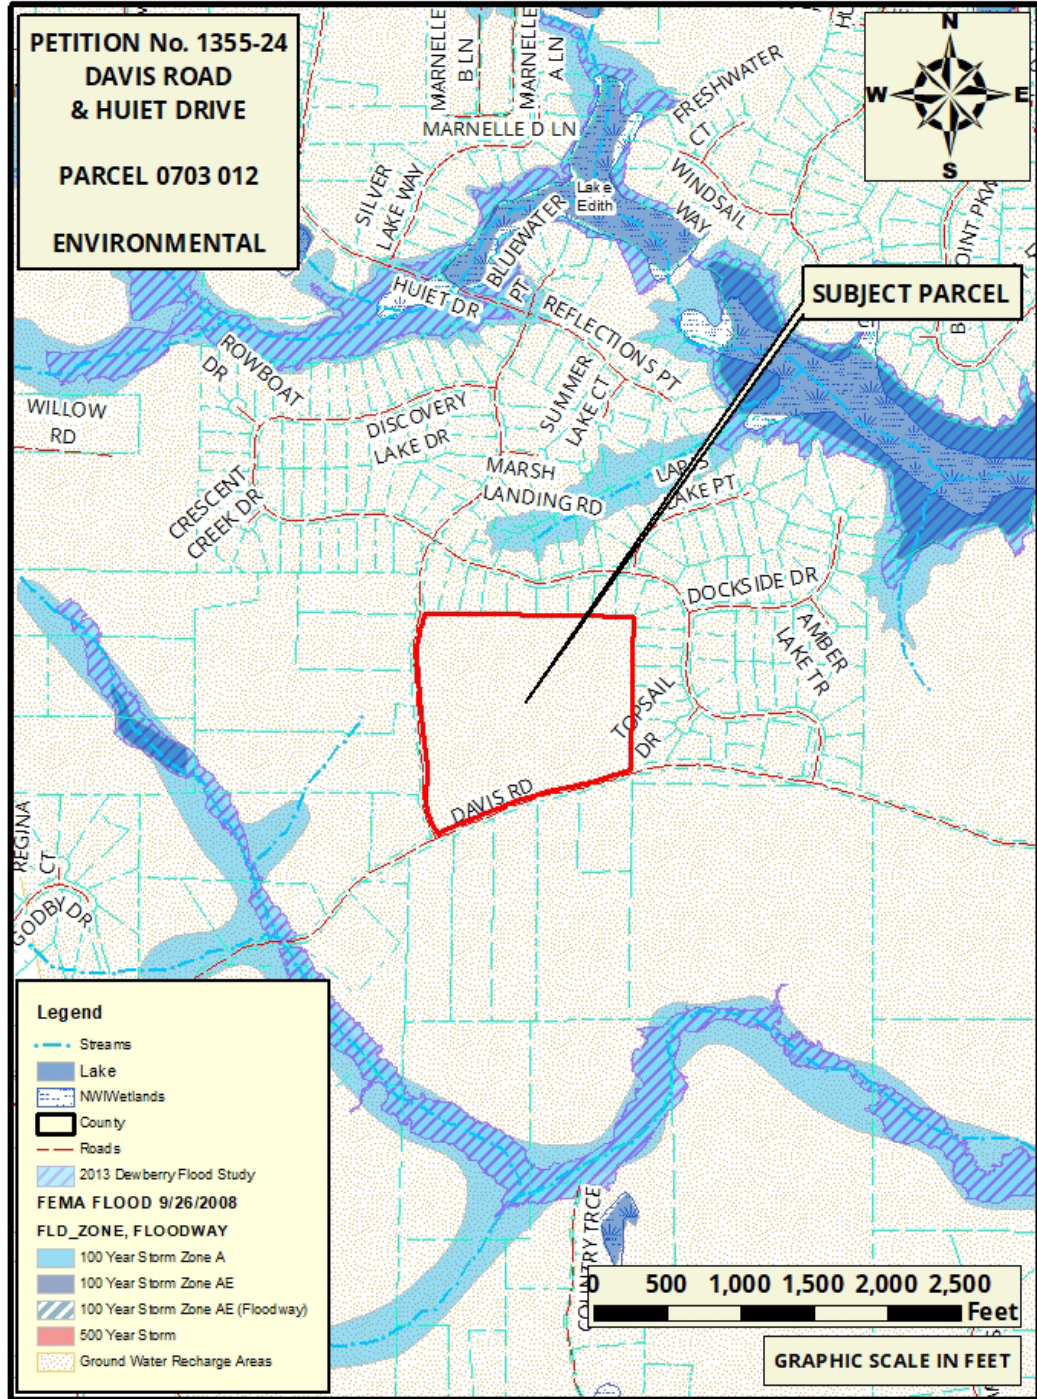 PETITION No. 1355-24
DAVIS ROAD
& HUIET DRIVE
PARCEL 0703 012
ENVIRONMENTAL
N
W
E
S
MARNELLE
B LN
MARNELLE
A LN
MARNELLE D LN
FRESHWATER
CT
SILVER
LAKE WAY
Lake
Edith
WINDSAIL
WAY
BLUEWATER
PT
HUIET DR
REFLECTIONS PT
SUBJECT PARCEL
ROWBOAT
DR
SUMMER
LAKE CT
WILLOW
RD
DISCOVERY
LAKE DR
MARSH
LANDING RD
LAKE PT
CRESCENT
CREEK DR
DOCKSIDE DR
AMBER
LAKE TR
TOPSAIL
DR
DAVIS RD
REGINA
CT
GODBY DR
COUNTRY TRCE
Legend
Streams
Lake
NWIWetlands
County
Roads
2013 Dewberry Flood Study
FEMA FLOOD 9/26/2008
FLD_ZONE, FLOODWAY
100 Year Storm Zone A
100 Year Storm Zone AE
100 Year Storm Zone AE (Floodway)
500 Year Storm
Ground Water Recharge Areas
0 500 1,000 1,500 2,000 2,500
Feet
GRAPHIC SCALE IN FEET